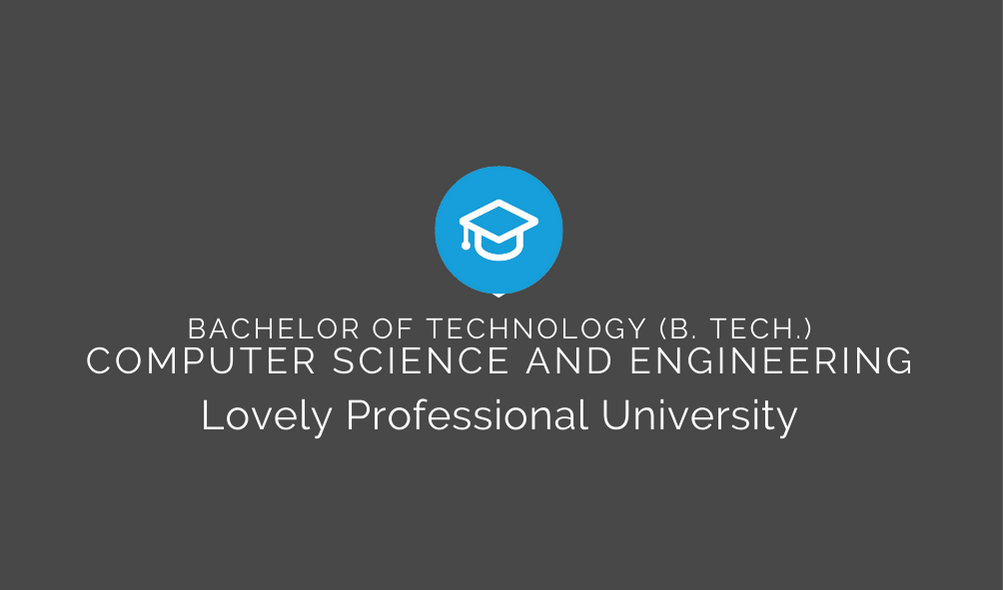 BACHELOR OF TECHNOLOGY (B. TECH.)
COMPUTER SCIENCE AND ENGINEERING
Lovely Professional University